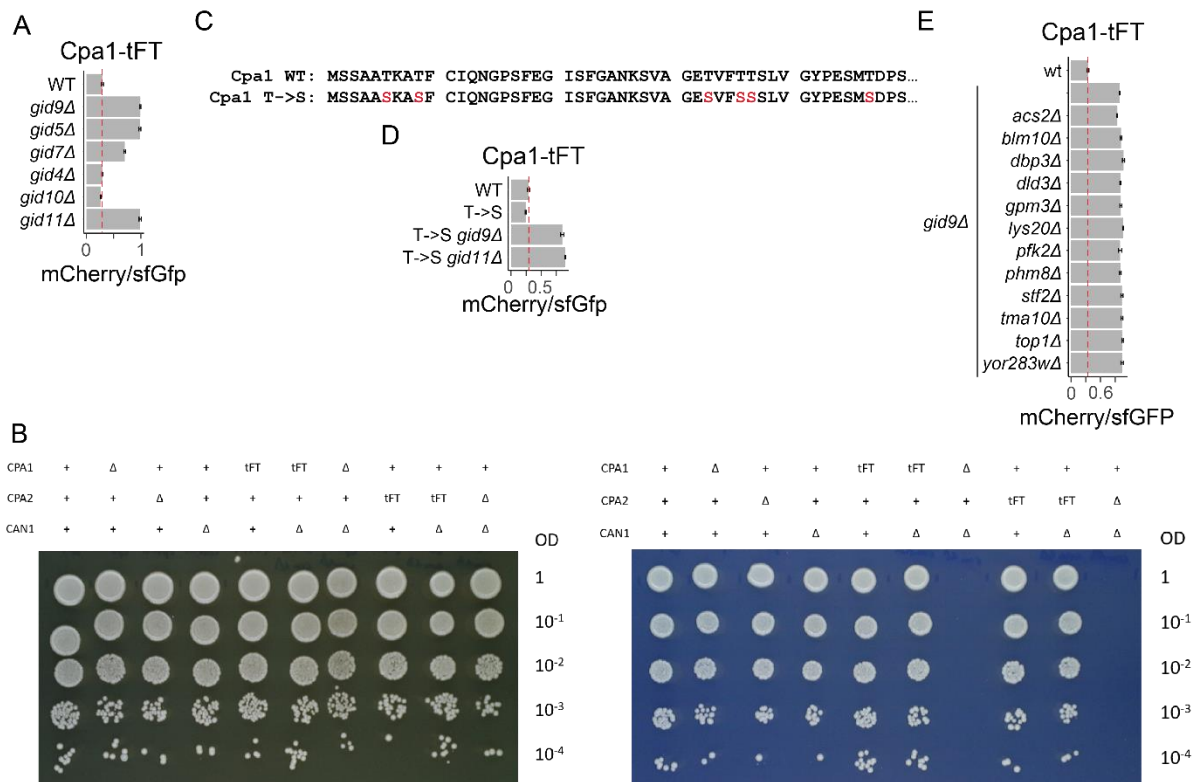 A
Cpa1-tFT
WT
gid9Δ
gid5Δ
gid7Δ
gid4Δ
gid10Δ
gid11Δ
0
1
mCherry/sfGfp
C
Cpa1 WT: MSSAATKATF CIQNGPSFEG ISFGANKSVA GETVFTTSLV GYPESMTDPS…
Cpa1 T->S: MSSAASKASF CIQNGPSFEG ISFGANKSVA GESVFSSSLV GYPESMSDPS…
D
Cpa1-tFT
WT
T->S
T->S gid9Δ
T->S gid11Δ
0
0.5
mCherry/sfGfp
E
Cpa1-tFT
wt
gid9Δ
acs2Δ
blm10Δ
dbp3Δ
dld3Δ
gpm3Δ
lys20Δ
pfk2Δ
phm8Δ
stf2Δ
tma10Δ
top1Δ
yor283wΔ
0
0.6
mCherry/sfGFP
B
CPA1 + Δ + + tFT tFT Δ + + +
CPA2 + + Δ + + + + tFT tFT Δ
CAN1 + + + Δ + Δ Δ + Δ Δ
OD
1
10-1
10-2
10-3
10-4
CPA1 + Δ + + tFT tFT Δ + + +
CPA2 + + Δ + + + + tFT tFT Δ
CAN1 + + + Δ + Δ Δ + Δ Δ
OD
1
10-1
10-2
10-3
10-4